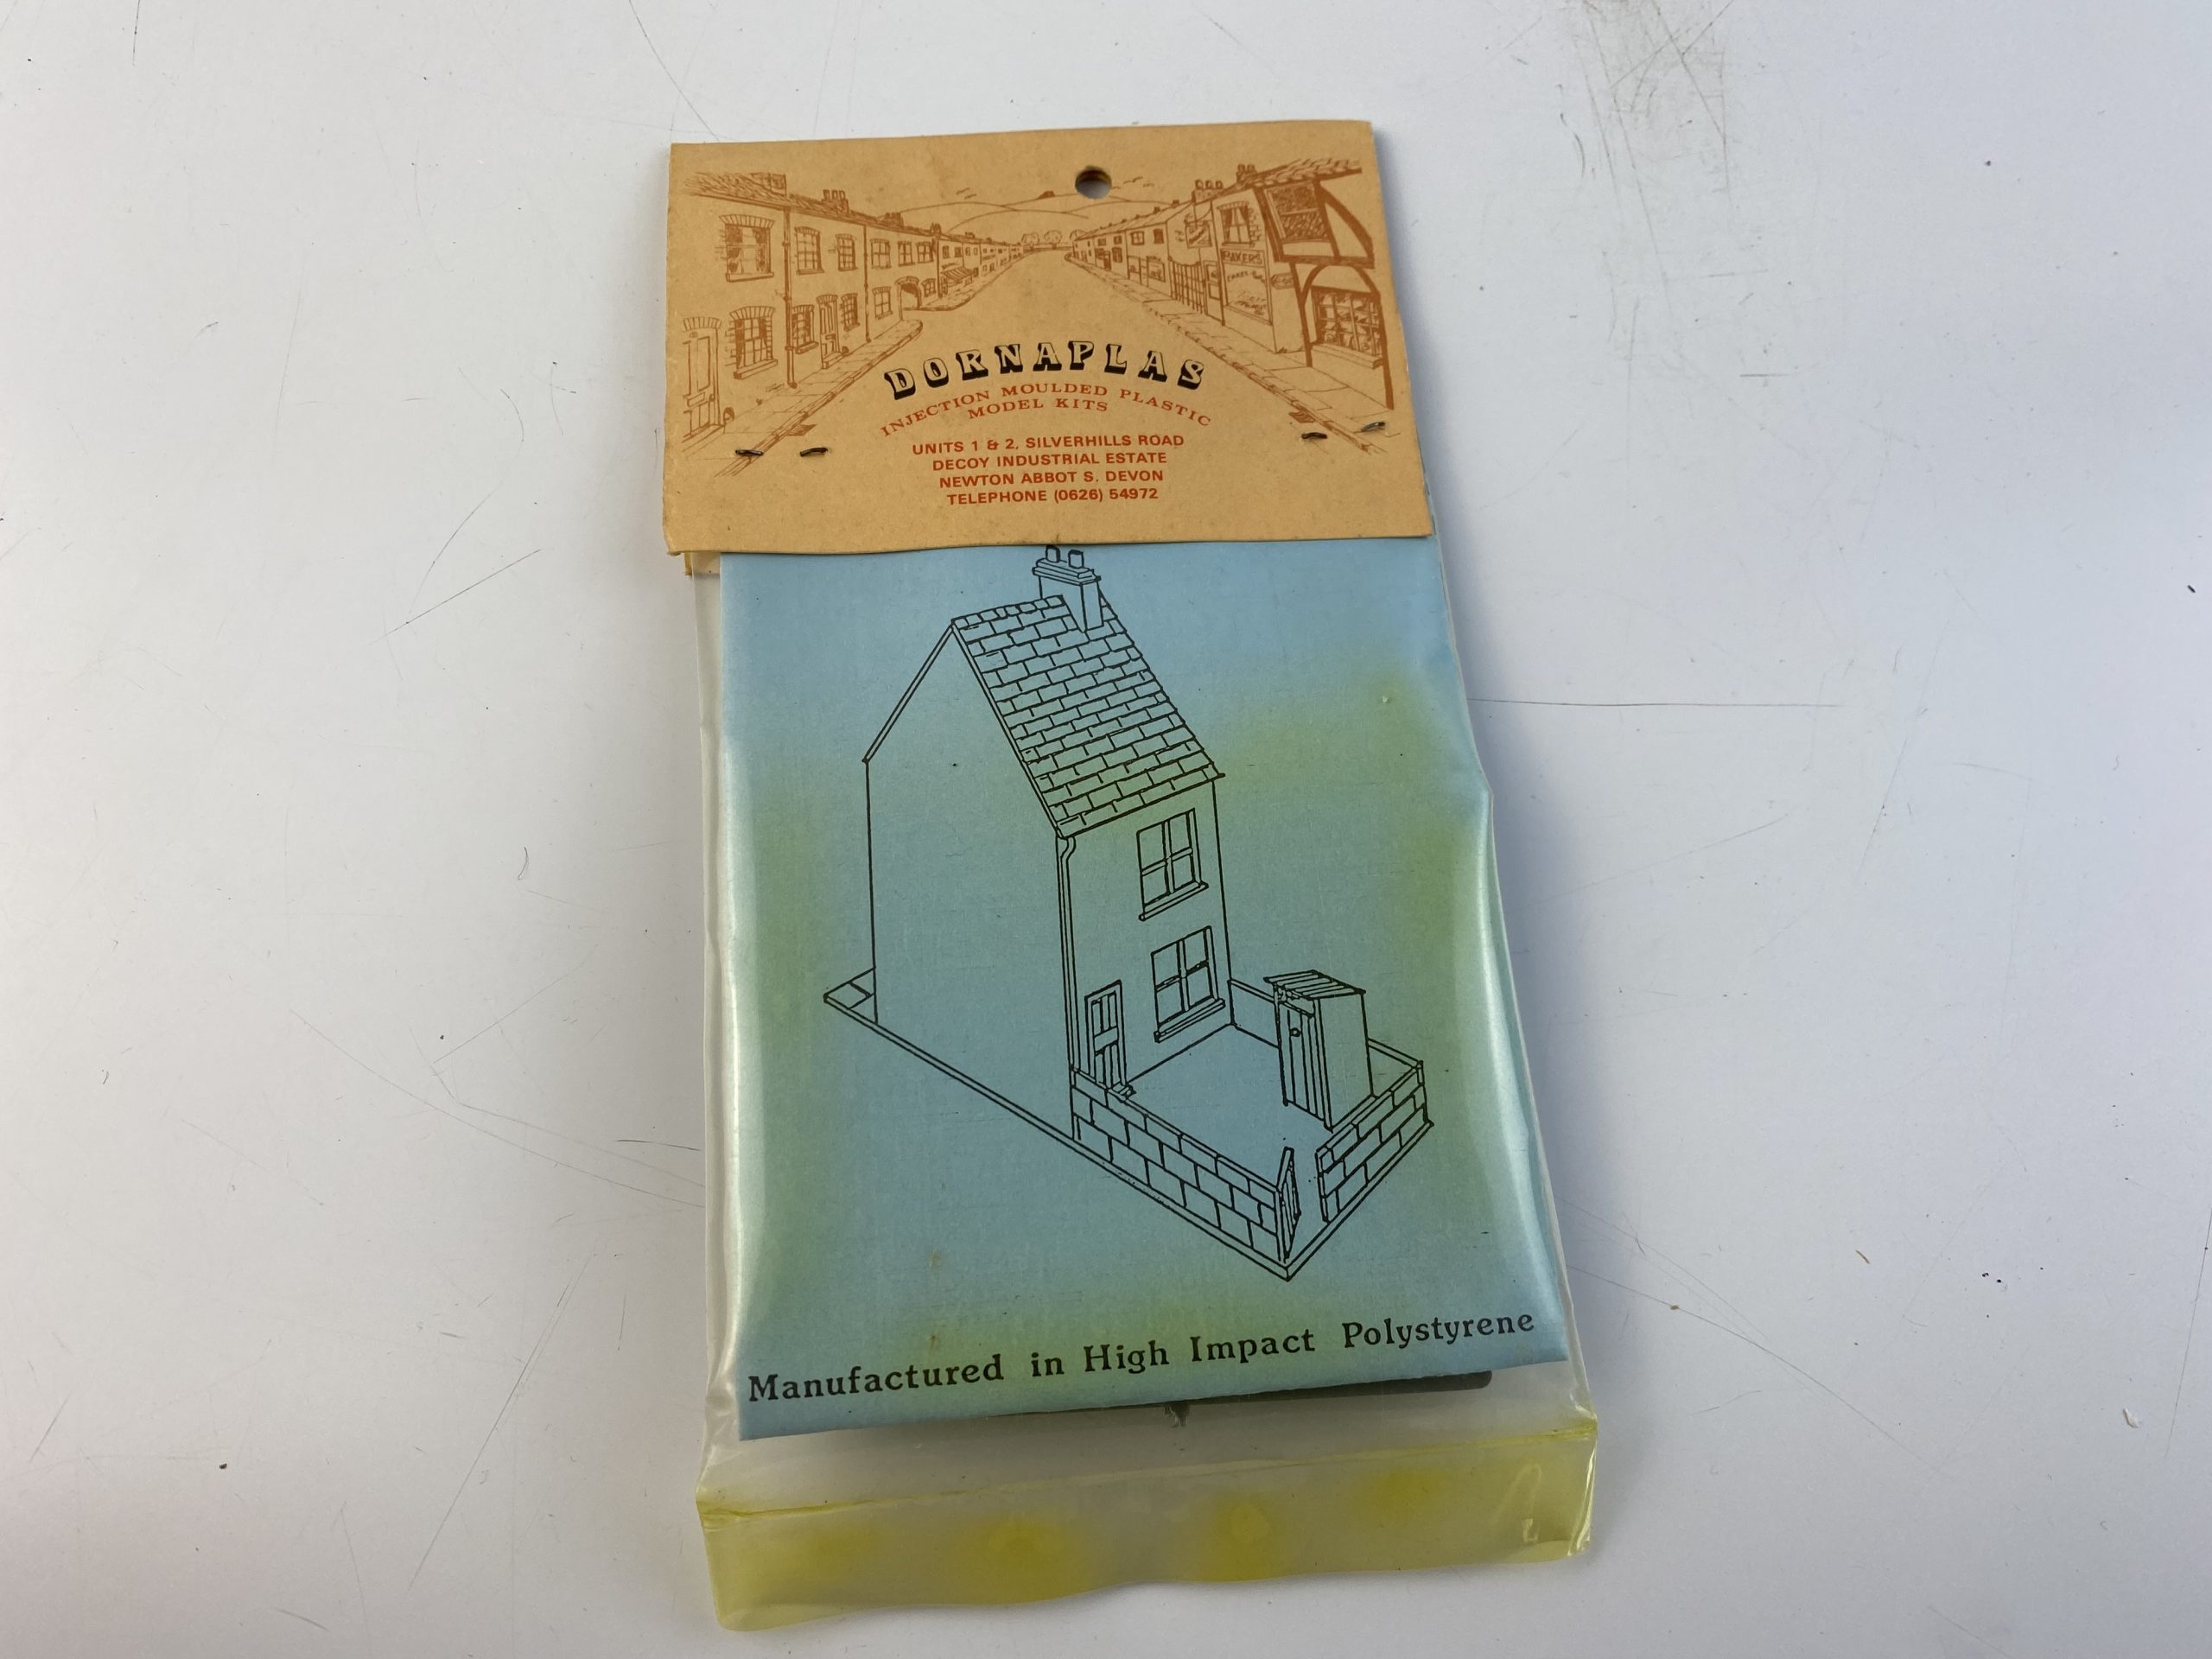 BAKERS
DORNAPLAS
INJECTION MOULDED PLASTIC
MODEL KITS
UNITS 1 & 2, SILVERHILLS ROAD
DECOY INDUSTRIAL ESTATE
NEWTON ABBOT S. DEVON
TELEPHONE (0626) 54972
Manufactured in High Impact Polystyrene